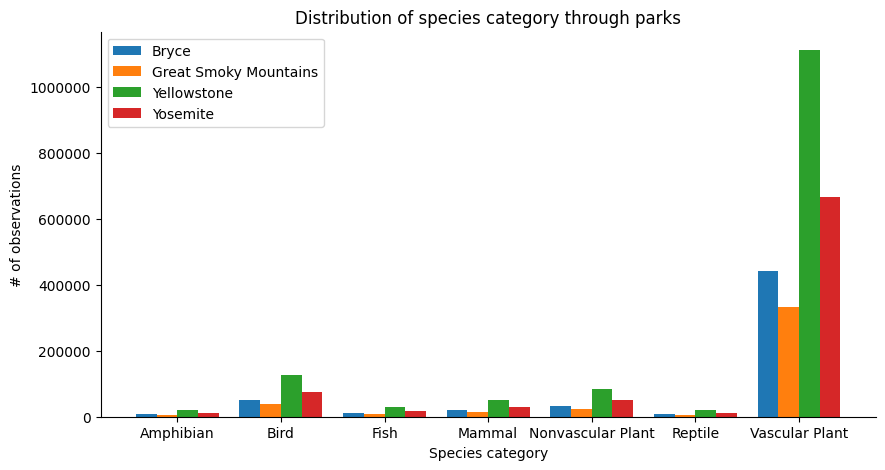 Distribution of species category through parks
Bryce
Great Smoky Mountains
Yellowstone
Yosemite
# of observations
1000000
800000
600000
400000
200000
0
Amphibian Bird Fish Mammal Nonvascular Plant Reptile Vascular Plant
Species category